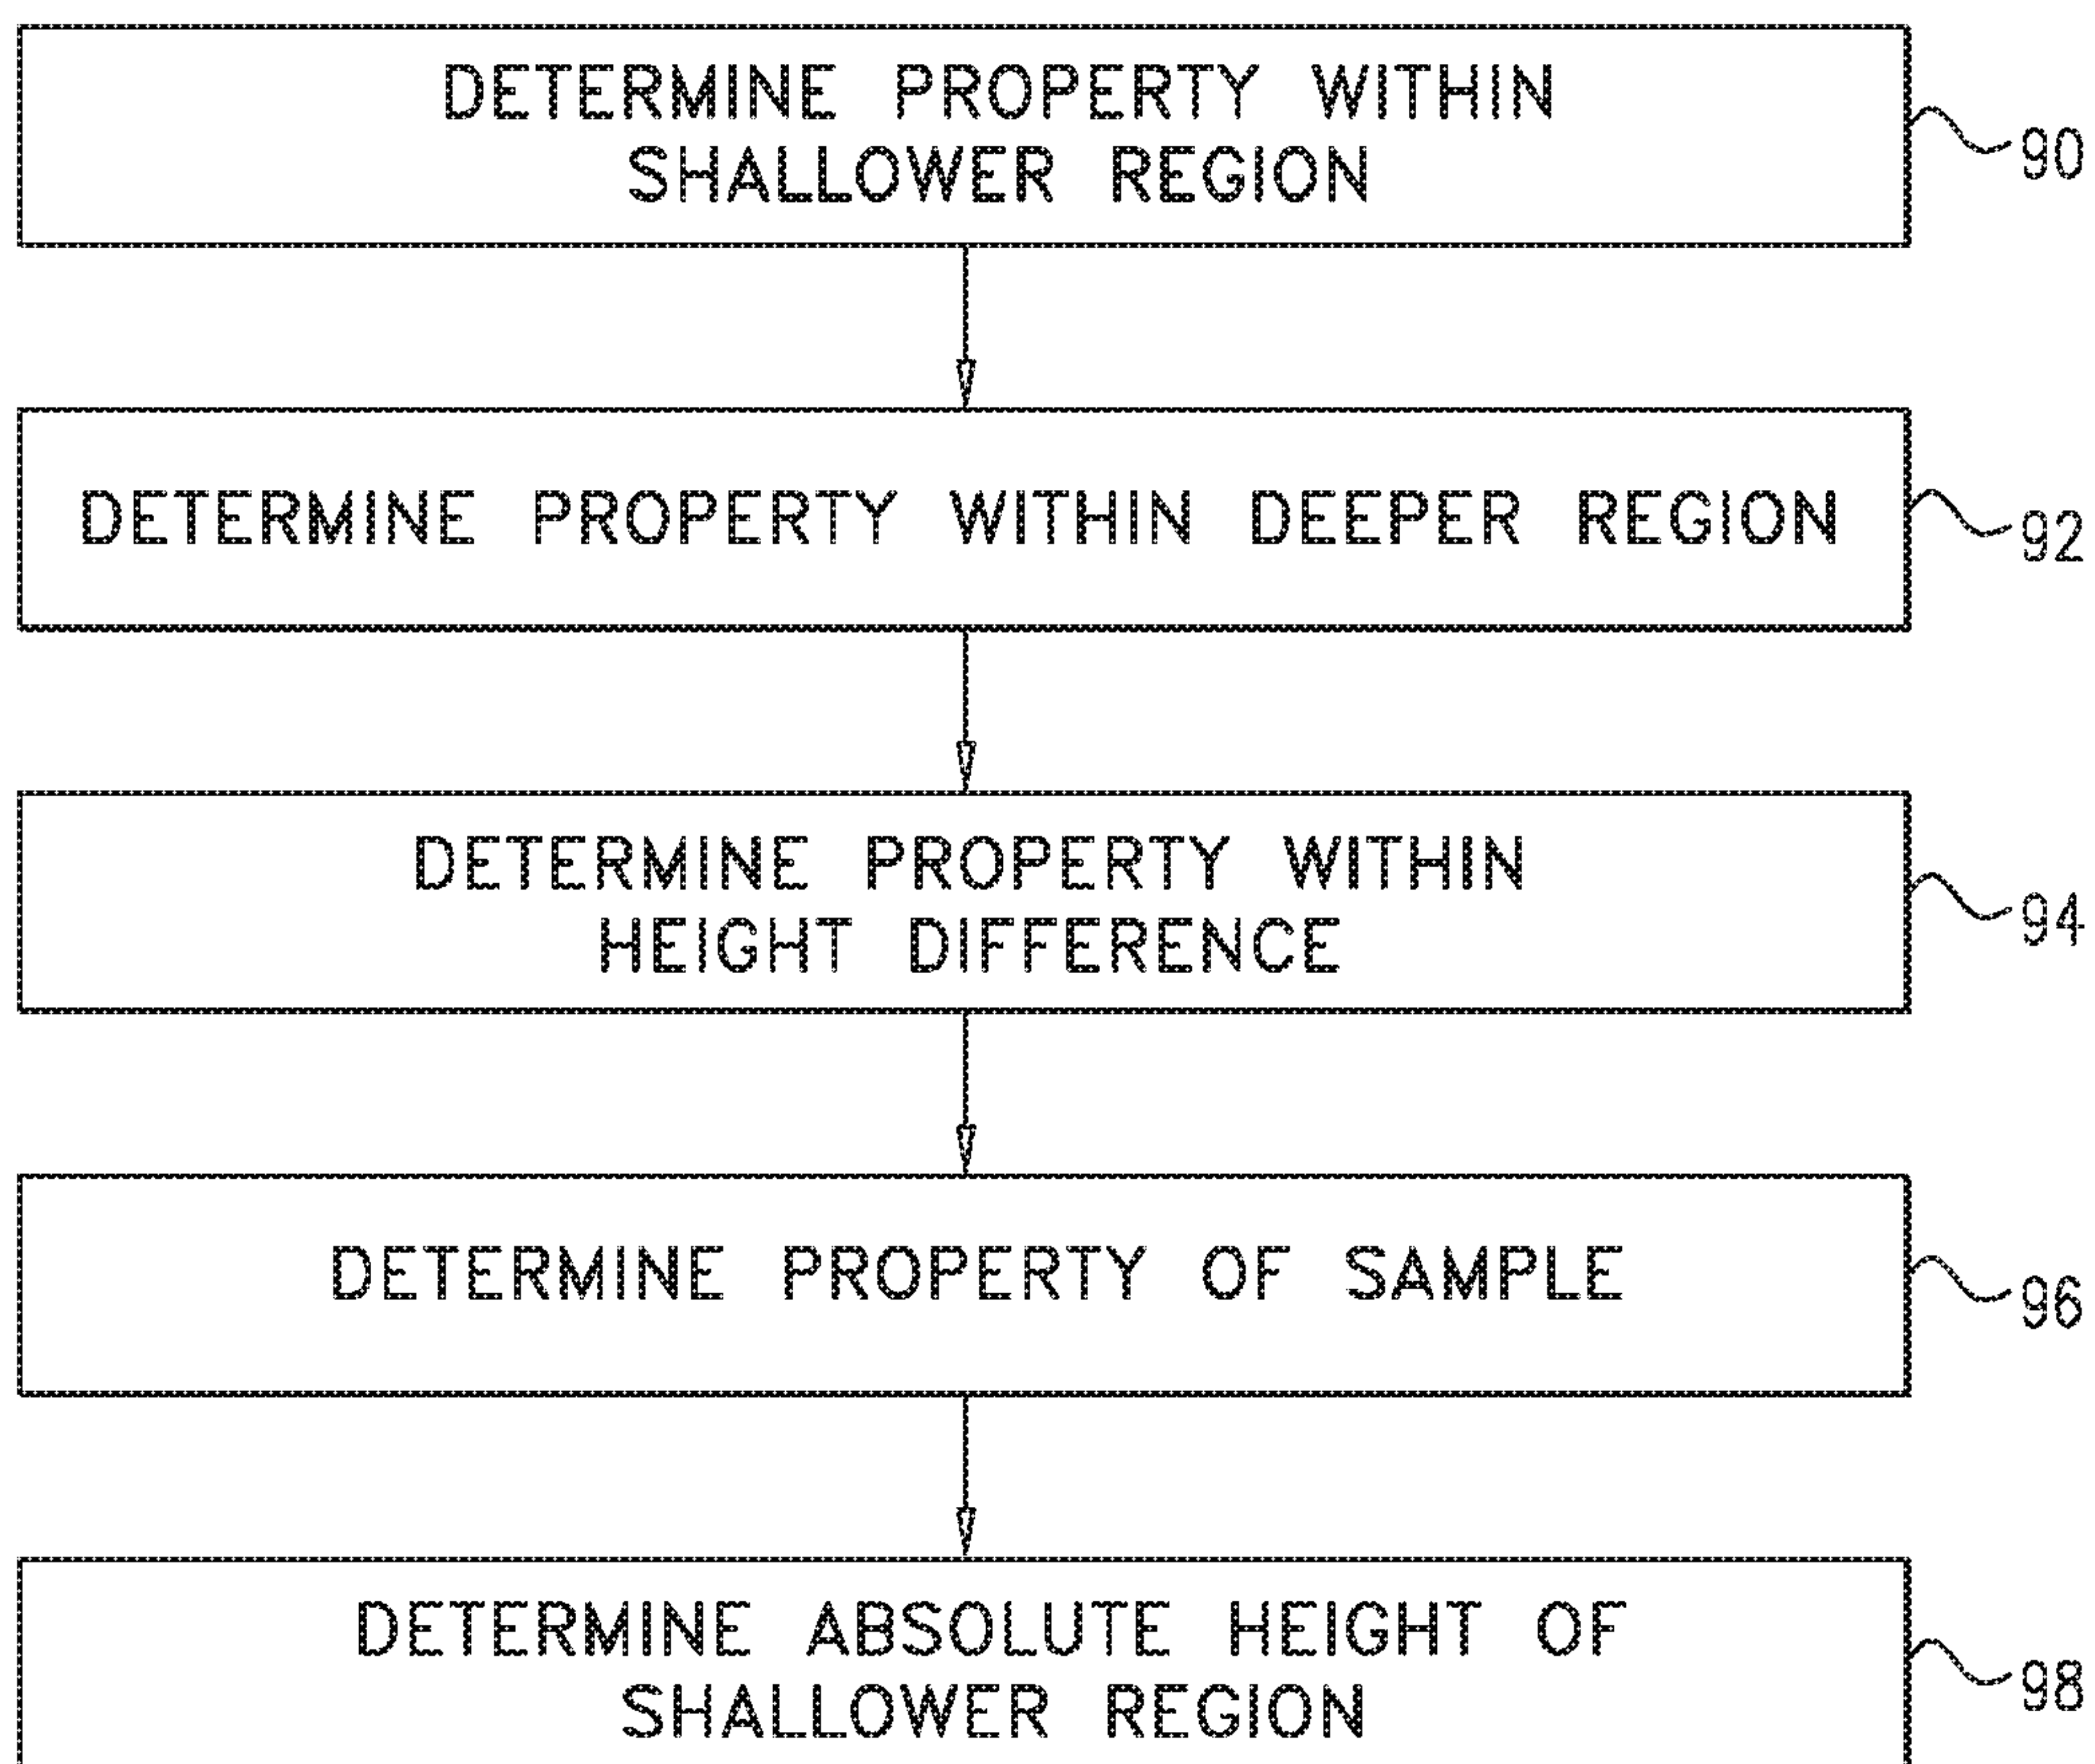 DETERMINE PROPERTY WITHIN
SHALLOWER REGION
90
DETERMINE PROPERTY WITHIN DEEPER REGION
92
DETERMINE PROPERTY WITHIN
HEIGHT DIFFERENCE
94
DETERMINE PROPERTY OF SAMPLE
96
DETERMINE ABSOLUTE HEIGHT OF
SHALLOWER REGION
98